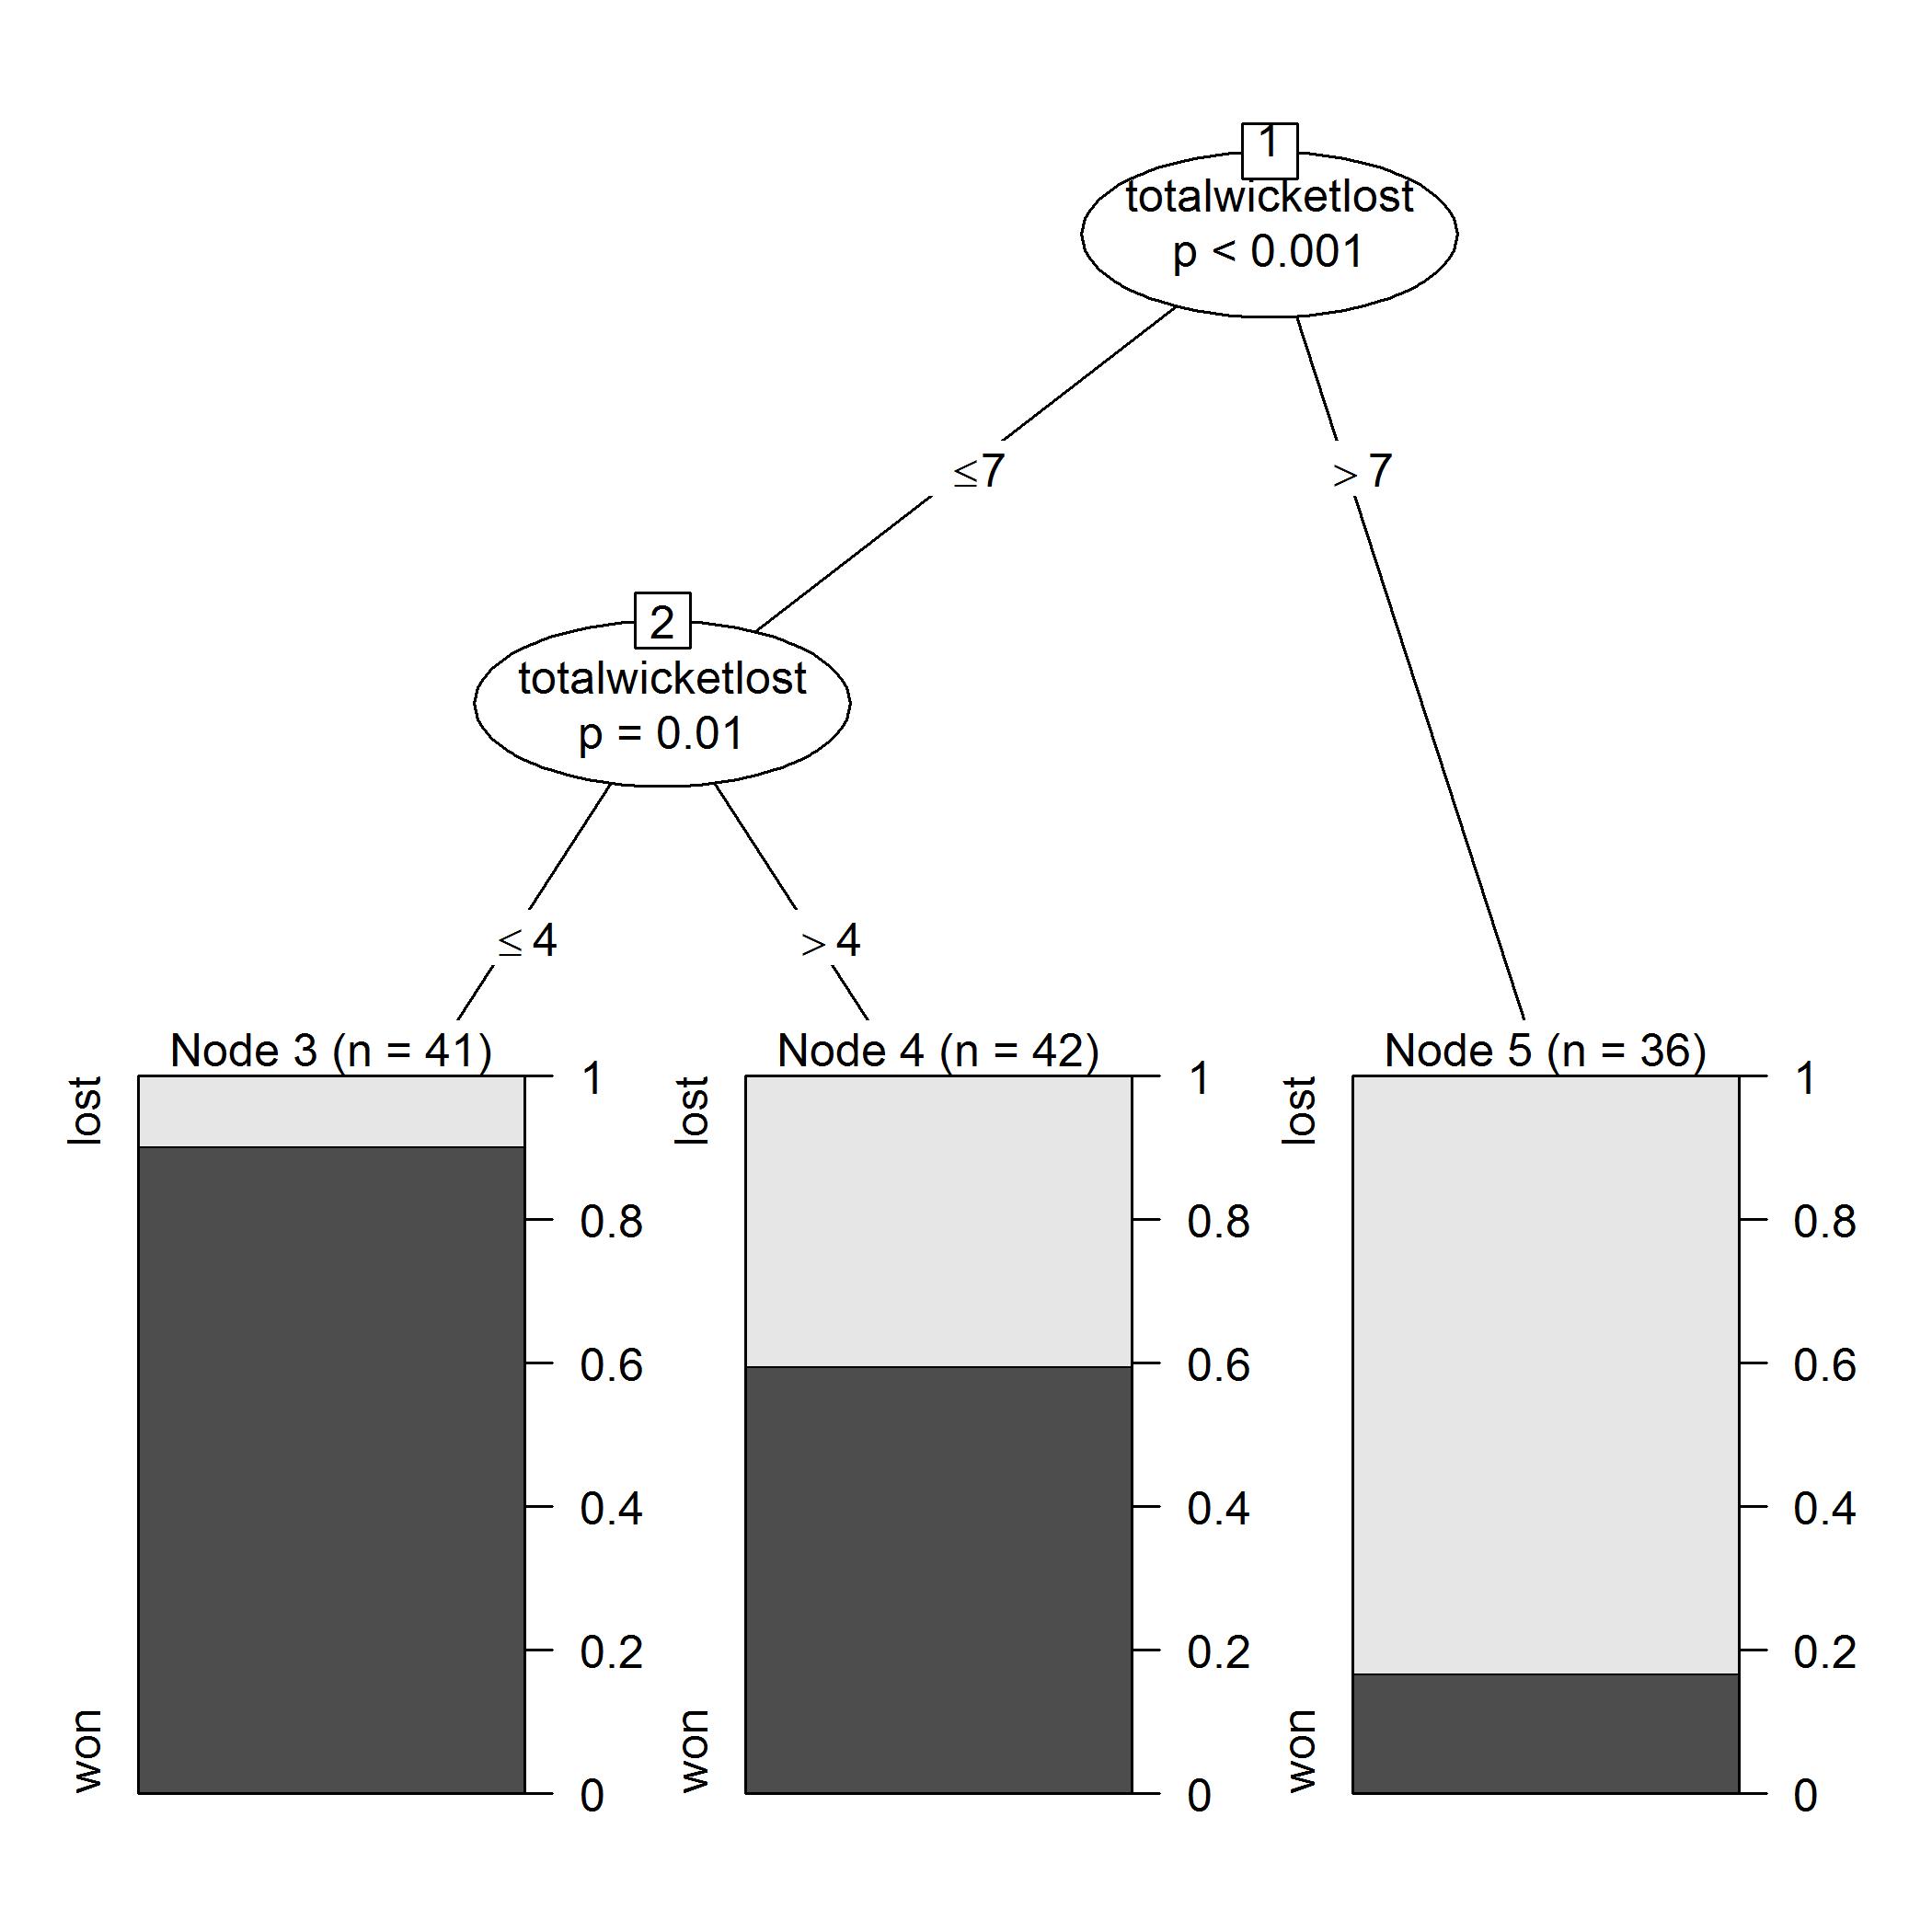 1
totalwicketlost
p < 0.001
≤7
> 7
2
totalwicketlost
p = 0.01
≤ 4
> 4
Node 3 (n = 41)
lost
won
1
0.8
0.6
0.4
0.2
0
Node 4 (n = 42)
lost
won
1
0.8
0.6
0.4
0.2
0
Node 5 (n = 36)
lost
won
1
0.8
0.6
0.4
0.2
0